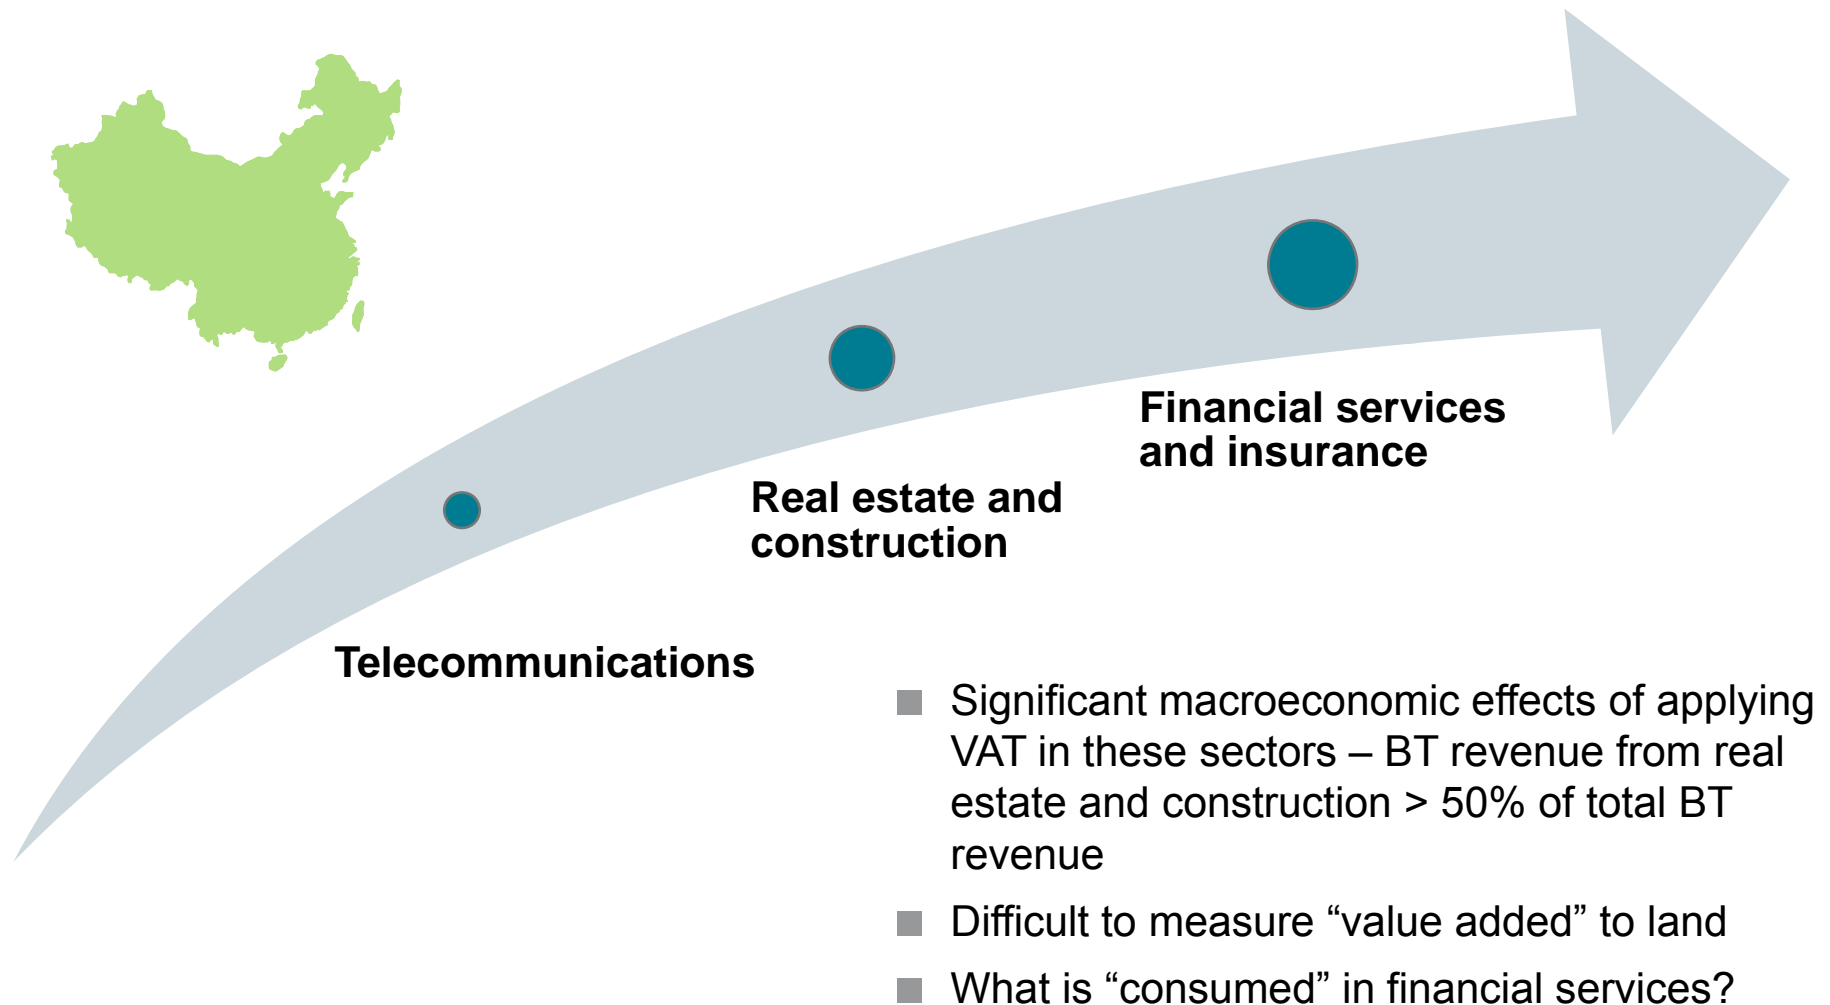 Financial services
and insurance
Real estate and
construction
Telecommunications
Significant macroeconomic effects of applying
VAT in these sectors – BT revenue from real
estate and construction > 50% of total BT
revenue
Difficult to measure “value added” to land
What is “consumed” in financial services?